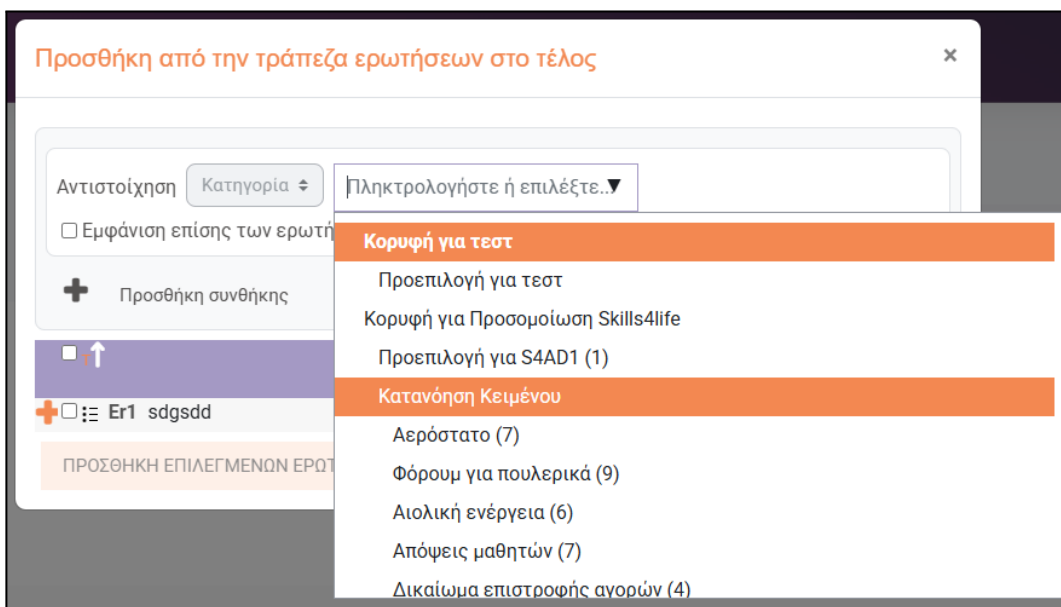 Προσθήκη από την τράπεζα ερωτήσεων στο τέλος
×
Αντιστοίχηση Κατηγορία Πληκτρολογήστε ή επιλέξτε..▼
Εμφάνιση επίσης των ερωτή
Κορυφή για τεστ
Προεπιλογή για τεστ
Προσθήκη συνθήκης
Κορυφή για Προσομοίωση Skills4life
Προεπιλογή για S4AD1 (1)
Κατανόηση Κειμένου
Er1 sdgsdd
Αερόστατο (7)
ΠΡΟΣΘΗΚΗ ΕΠΙΛΕΓΜΕΝΩΝ ΕΡΩΤ
Φόρουμ για πουλερικά (9)
Αιολική ενέργεια (6)
Απόψεις μαθητών (7)
Δικαίωμα επιστροφής αγορών (4)